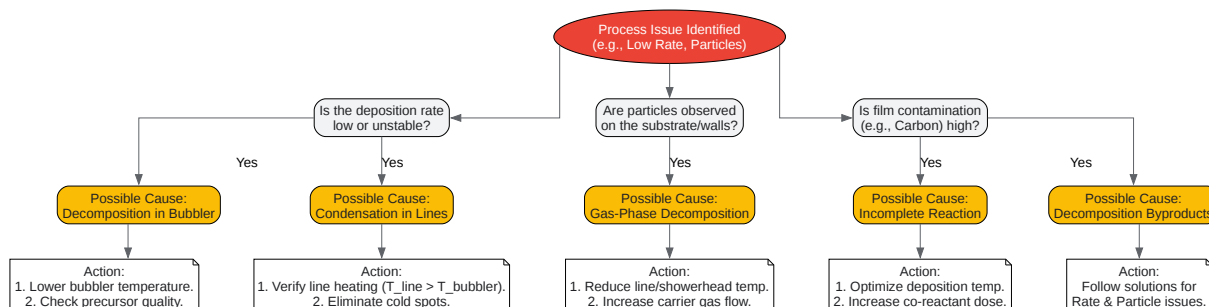 Process Issue Identified
(e.g., Low Rate, Particles)
Is the deposition rate
low or unstable?
Are particles observed
on the substrate/walls?
Is film contamination
(e.g., Carbon) high?
Yes
Yes
Yes
Yes
Yes
Possible Cause:
Decomposition in Bubbler
Possible Cause:
Condensation in Lines
Possible Cause:
Gas-Phase Decomposition
Possible Cause:
Incomplete Reaction
Possible Cause:
Decomposition Byproducts
Action:
1. Lower bubbler temperature.
2. Check precursor quality.
Action:
1. Verify line heating (T_line > T_bubbler).
2. Eliminate cold spots.
Action:
1. Reduce line/showerhead temp.
2. Increase carrier gas flow.
Action:
1. Optimize deposition temp.
2. Increase co-reactant dose.
Action:
Follow solutions for
Rate & Particle issues.